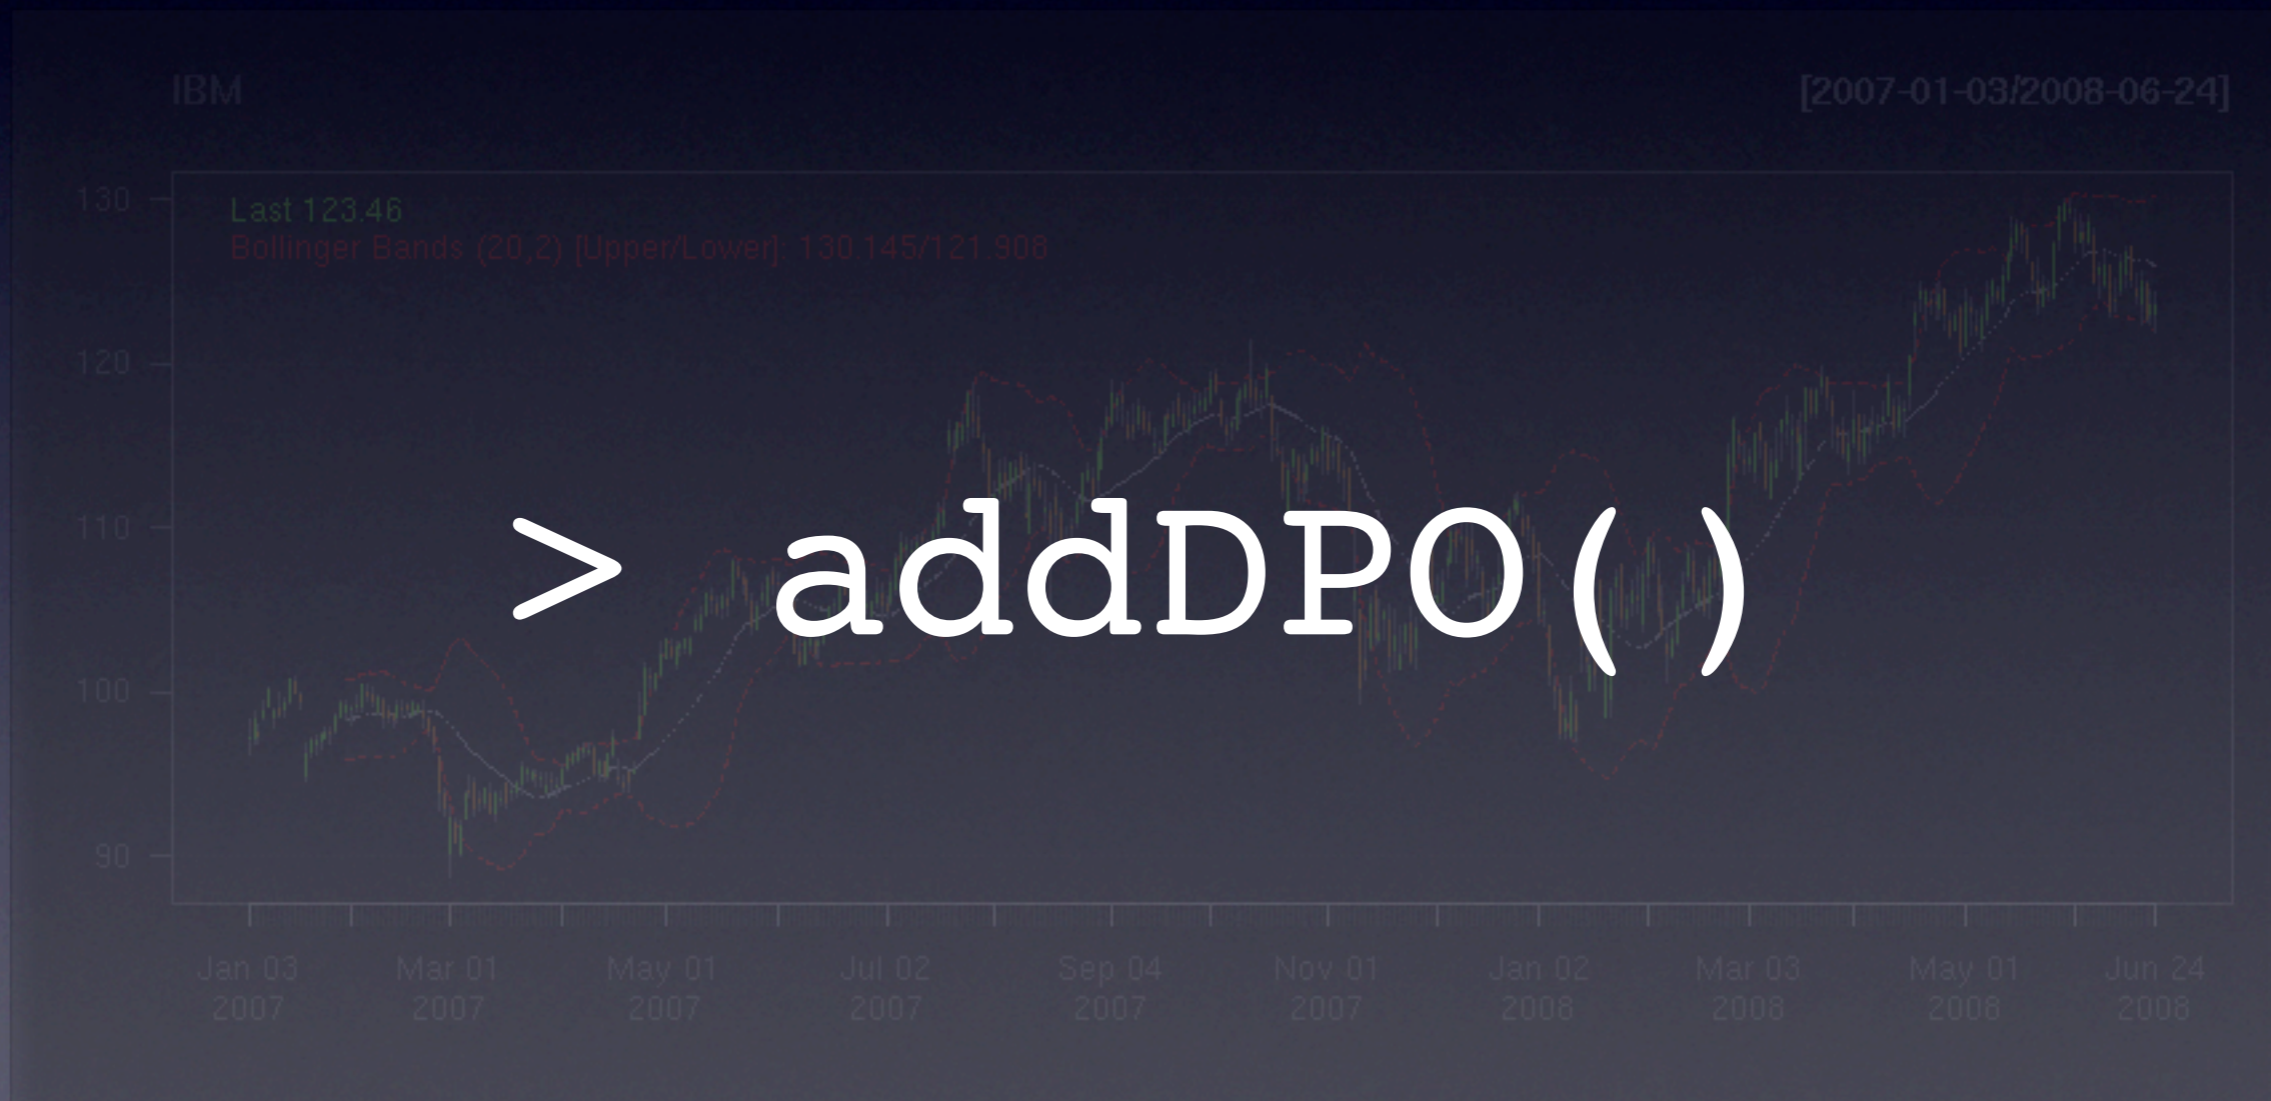 IBM [2007-01-03/2008-06-24]
130
Last 123.46
Bollinger Bands (20,2) [Upper/Lower]: 130.145/121.908
120
110
> addDPO()
100
90
Jan 03 Mar 01 May 01 Jul 02 Sep 04 Nov 01 Jan 02 Mar 03 May 01 Jun 24
2007 2007 2007 2007 2007 2007 2008 2008 2008 2008